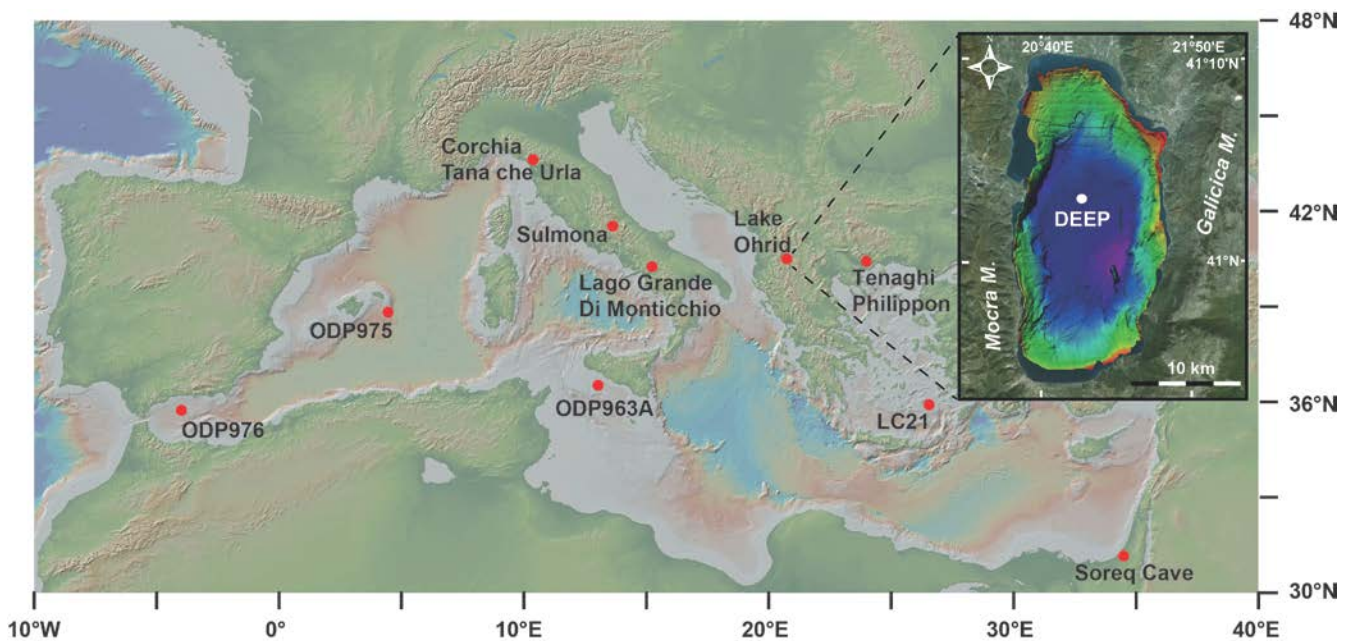 48°N
N
20°40'E
21°50'E
41°10'N
Corchia
Tana che Urla
Galicica M.
42°N
DEEP
Lake
Ohrid
Sulmona
41°N
Lago Grande
Di Monticchio
Tenaghi
Philippon
Mocra M.
ODP975
10 km
ODP963A
36°N
LC21
ODP976
Soreq Cave
30°N
10°W
0°
10°E
20°E
30°E
40°E